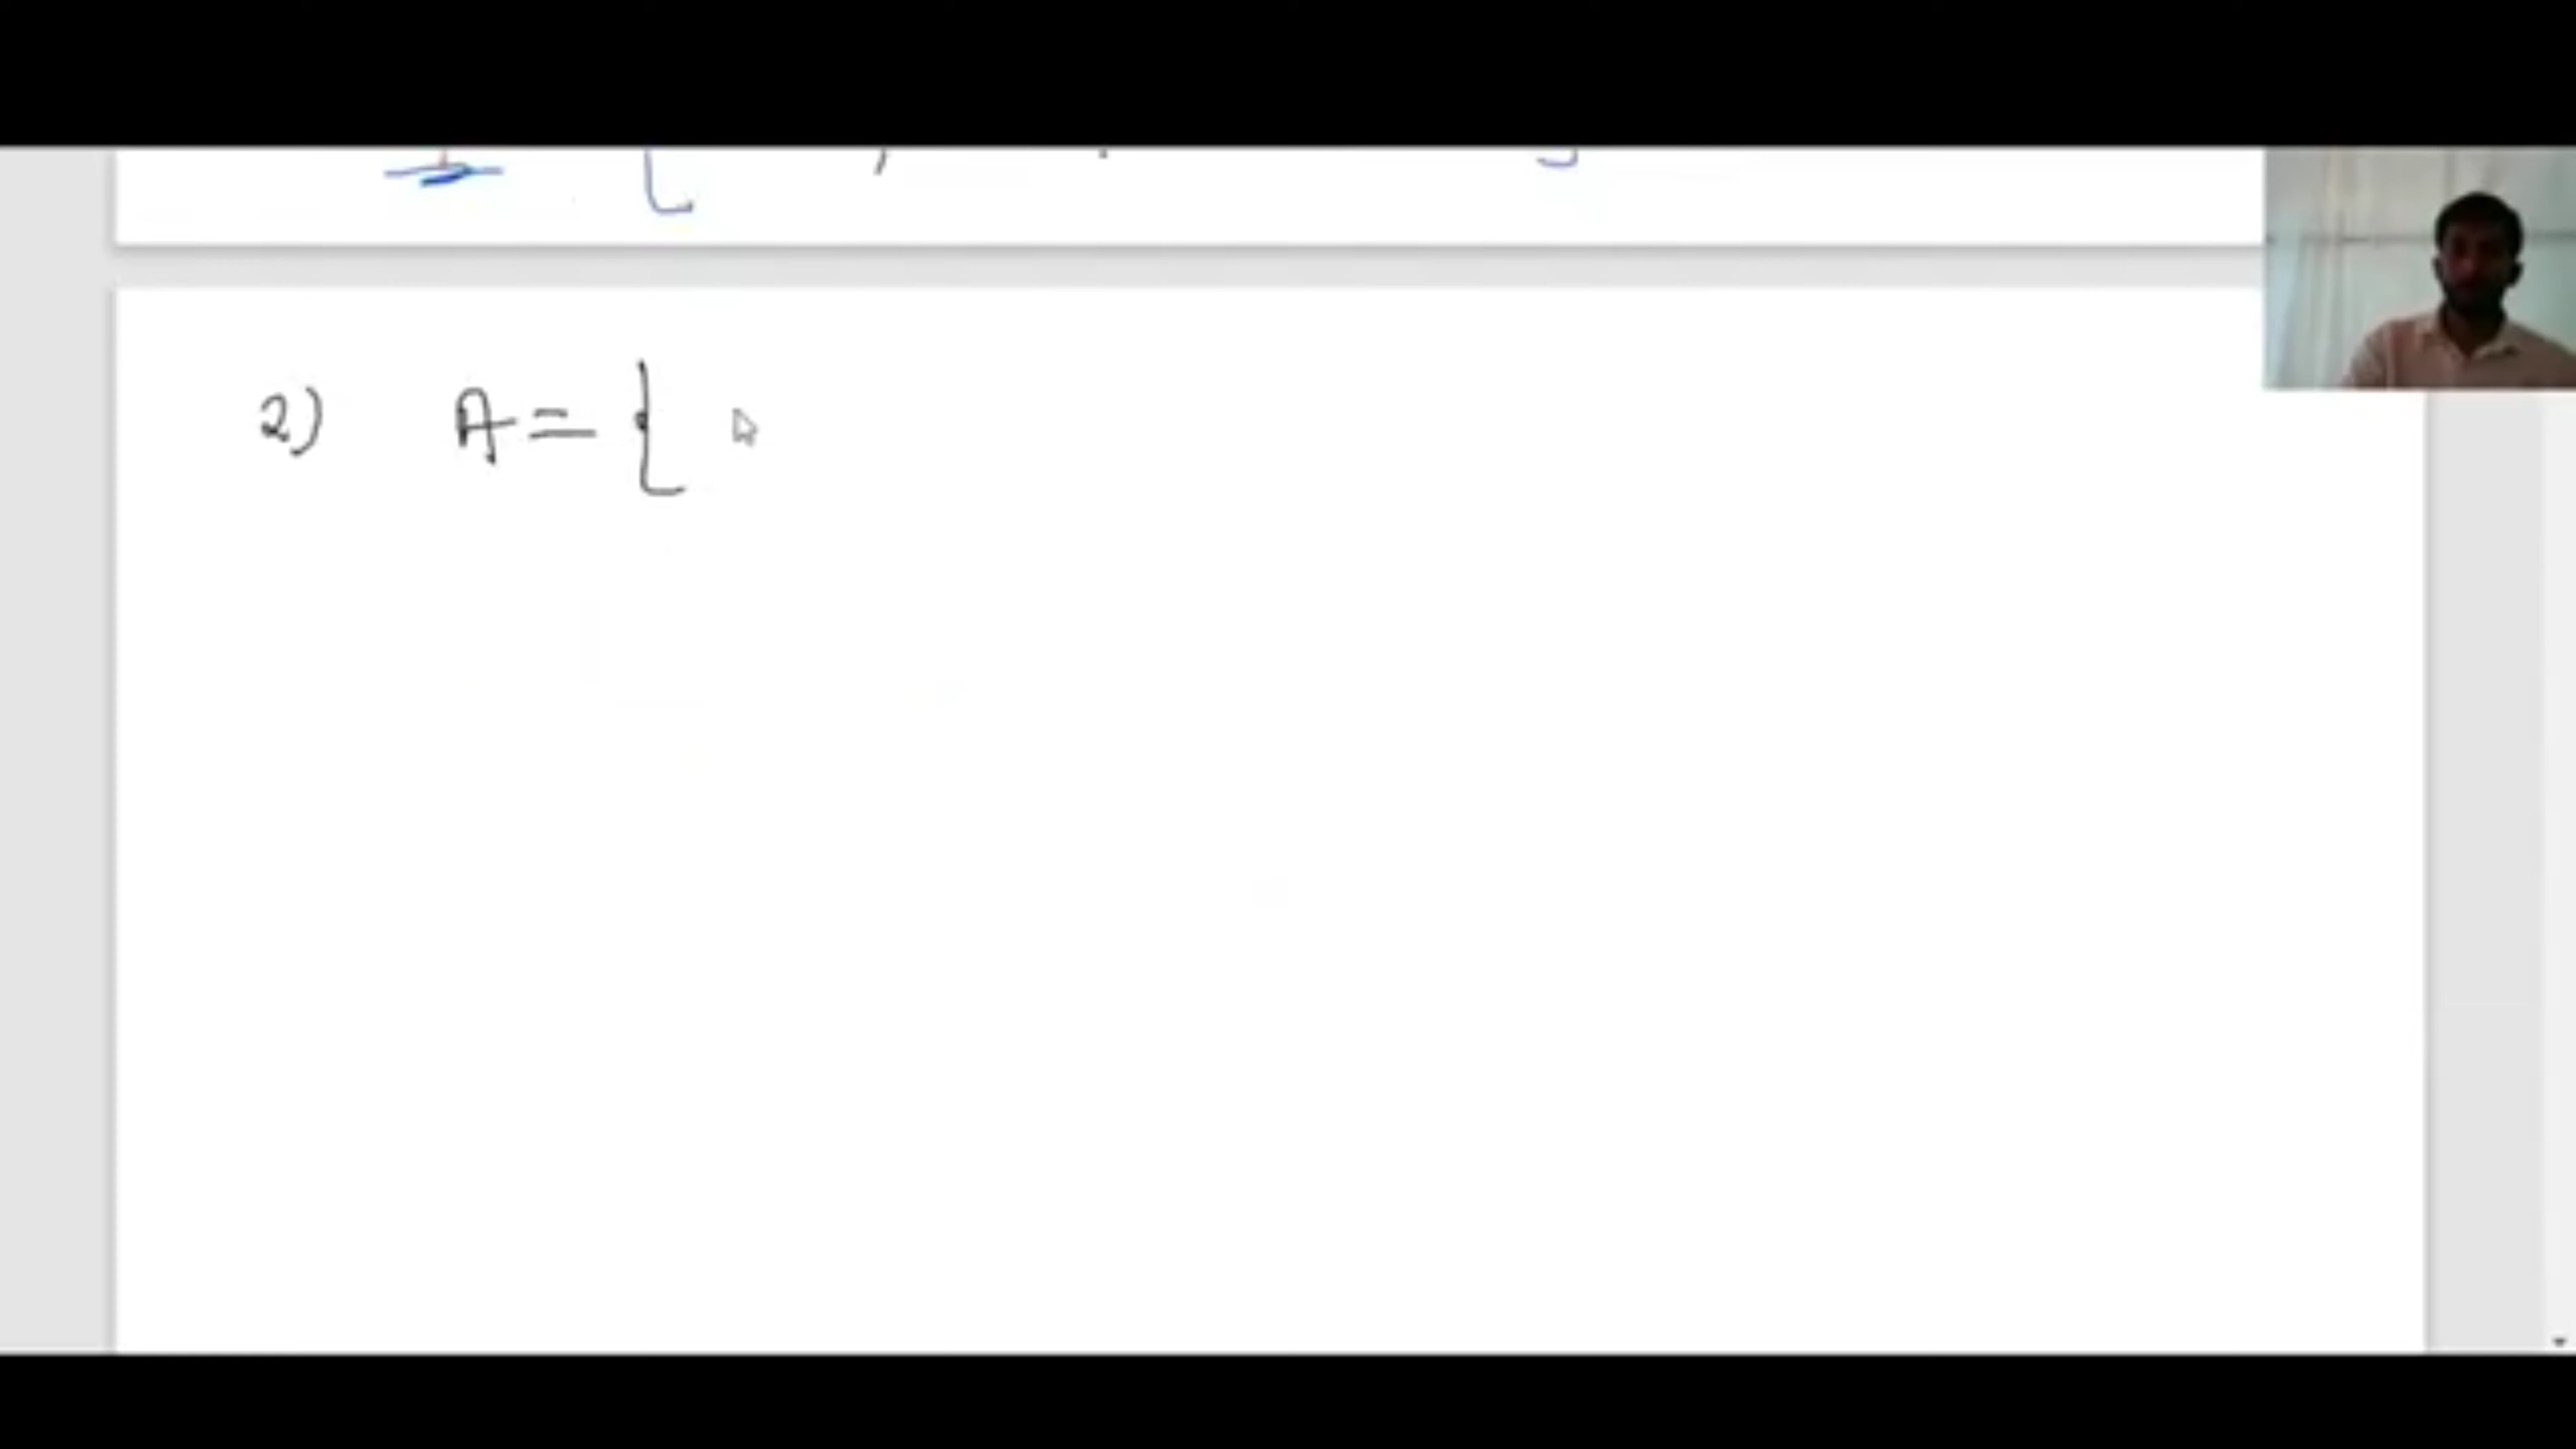 2) A = {